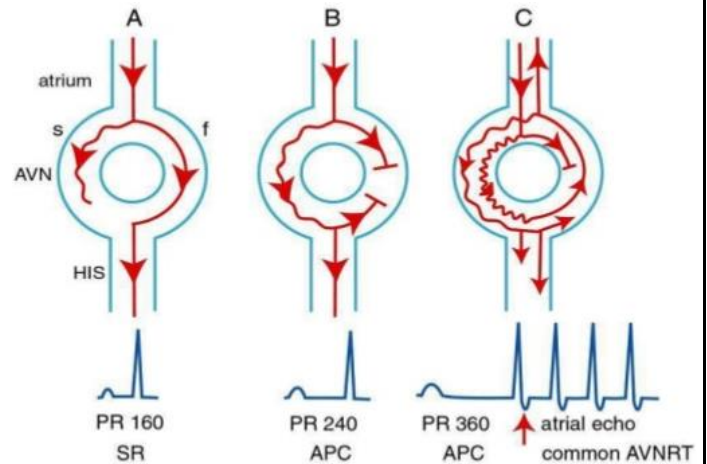 A B C
atrium
s f
AVN
HIS
PR 160 PR 240 PR 360 atrial echo
SR APC APC common AVNRT